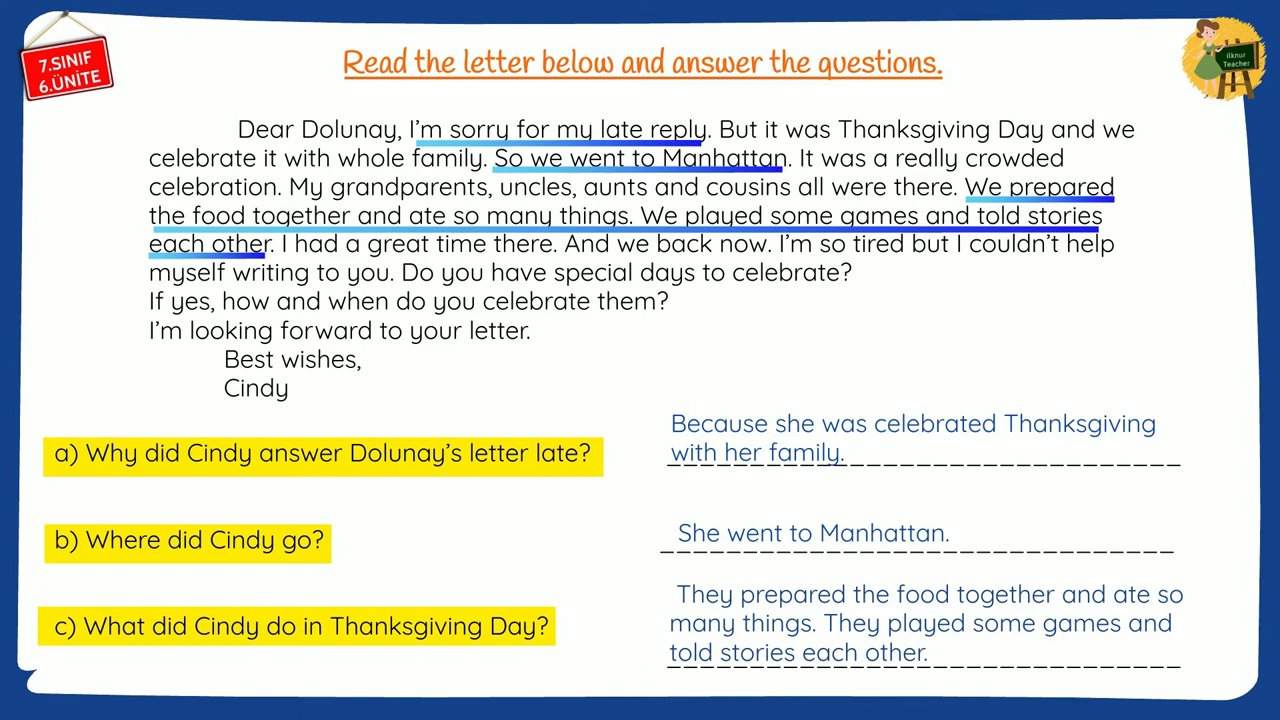 7.SINIF
6.ÜNİTE
Read the letter below and answer the questions.
ilknur
Teacher
Dear Dolunay, I'm sorry for my late reply. But it was Thanksgiving Day and we
celebrate it with whole family. So we went to Manhattan. It was a really crowded
celebration. My grandparents, uncles, aunts and cousins all were there. We prepared
the food together and ate so many things. We played some games and told stories
each other. I had a great time there. And we back now. I'm so tired but I couldn't help
myself writing to you. Do you have special days to celebrate?
If yes, how and when do you celebrate them?
I'm looking forward to your letter.
Best wishes,
Cindy
a) Why did Cindy answer Dolunay's letter late?
Because she was celebrated Thanksgiving
with her family.
b) Where did Cindy go?
She went to Manhattan.
c) What did Cindy do in Thanksgiving Day?
They prepared the food together and ate so
many things. They played some games and
told stories each other.